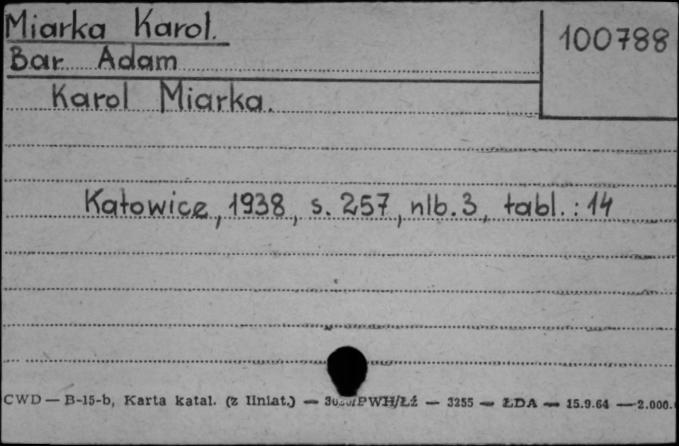 Miarka Karol.
100788
Bar Adam
Karol Miarka.
Katowice, 1938, s. 257, nlb. 3, tabl.: 14
CWD — B-15-b, Karta katal. (z liniat.) — /PWH/Łź — 3255 — ŁDA — 15.9.64 — 2.000.